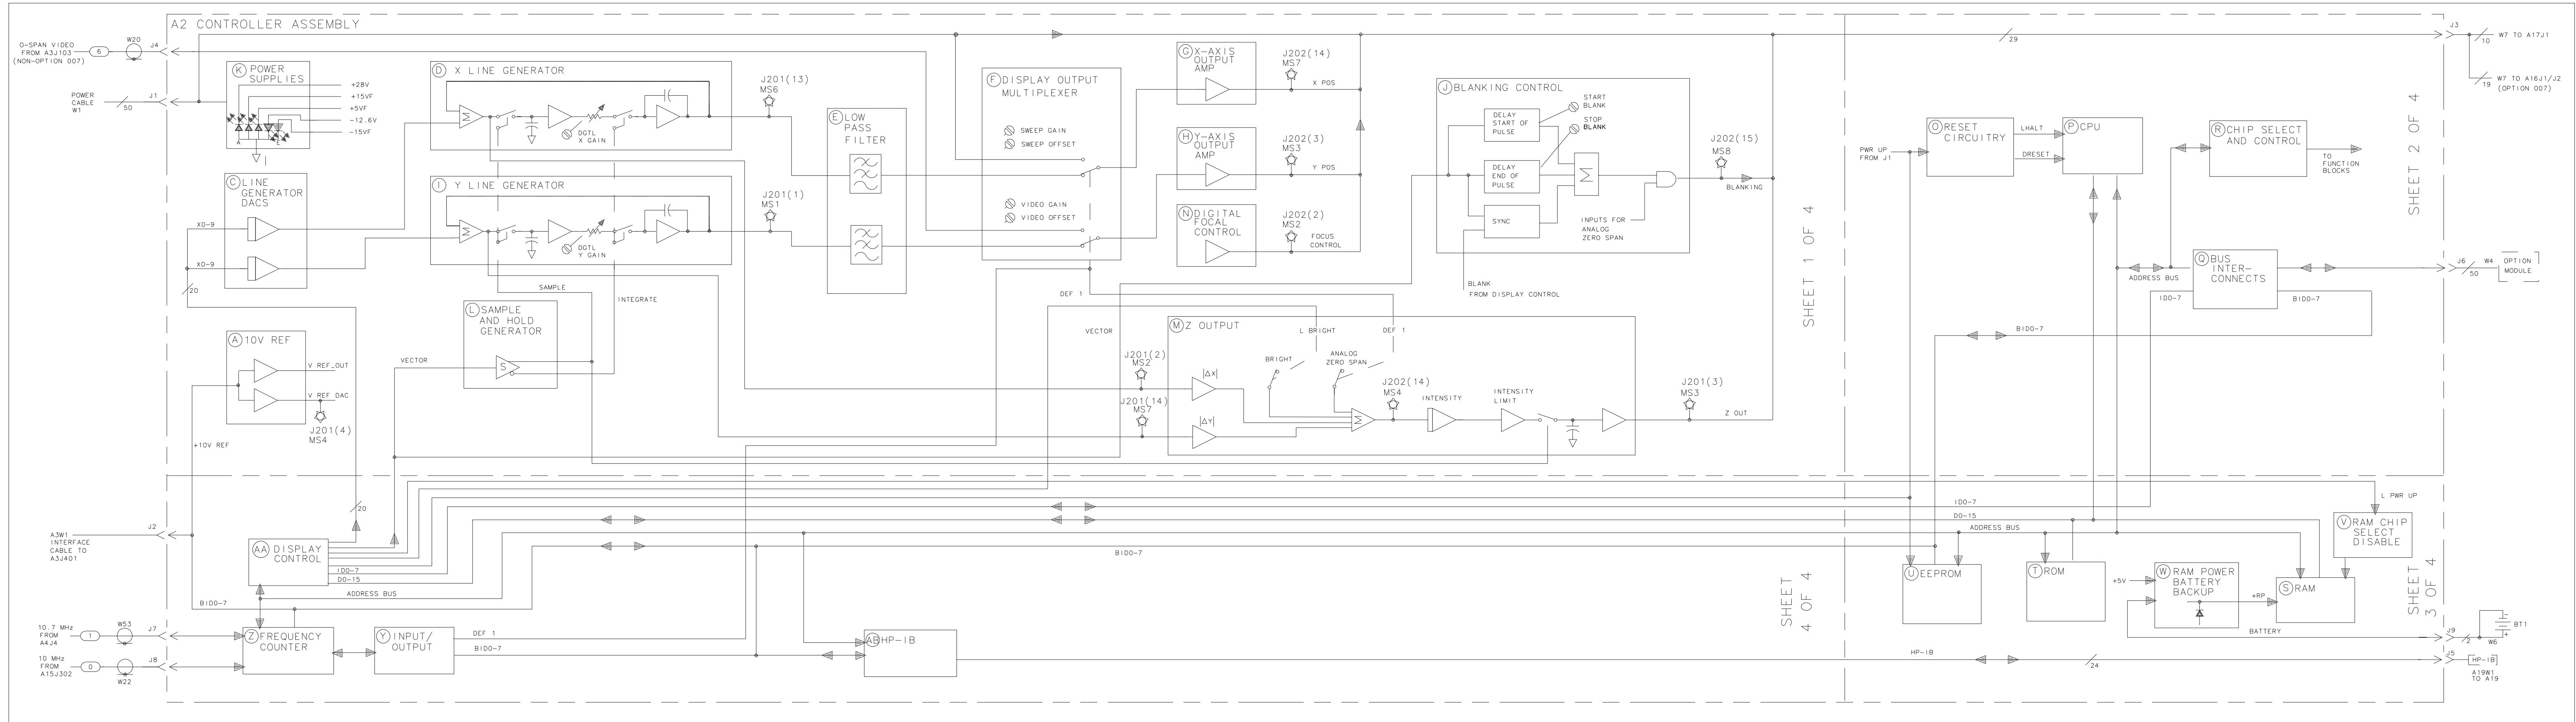 A2 CONTROLLER ASSEMBLY
0-SPAN VIDEO
FROM A3J103
(NON-OPTION 007)
6
W20
J4
POWER
CABLE
W1
50
J1
K POWER
SUPPLIES
+28V
+15VF
+5VF
-12.6V
-15VF
A
E
C LINE
GENERATOR
DACS
X0-9
X0-9
20
A 10V REF
V REF_OUT
V REF DAC
J201(4)
MS4
+10V REF
D X LINE GENERATOR
Σ
DGTL
X GAIN
J201(13)
MS6
I Y LINE GENERATOR
Σ
DGTL
Y GAIN
J201(1)
MS1
SAMPLE
INTEGRATE
L SAMPLE
AND HOLD
GENERATOR
S
VECTOR
E LOW
PASS
FILTER
F DISPLAY OUTPUT
MULTIPLEXER
SWEEP GAIN
SWEEP OFFSET
VIDEO GAIN
VIDEO OFFSET
DEF 1
VECTOR
G X-AXIS
OUTPUT
AMP
J202(14)
MS7
X POS
H Y-AXIS
OUTPUT
AMP
J202(3)
MS3
Y POS
N DIGITAL
FOCAL
CONTROL
J202(2)
MS2
FOCUS
CONTROL
J BLANKING CONTROL
DELAY
START OF
PULSE
START
BLANK
STOP
BLANK
DELAY
END OF
PULSE
SYNC
Σ
INPUTS FOR
ANALOG
ZERO SPAN
J202(15)
MS8
BLANKING
BLANK
FROM DISPLAY CONTROL
M Z OUTPUT
J201(2)
MS2
J201(14)
MS7
|ΔX|
|ΔY|
BRIGHT
L BRIGHT
ANALOG
ZERO SPAN
DEF 1
Σ
J202(14)
MS4
INTENSITY
INTENSITY
LIMIT
J201(3)
MS3
Z OUT
SHEET 1 OF 4
29
J3
10
W7 TO A17J1
W7 TO A16J1/J2
19
(OPTION 007)
PWR UP
FROM J1
O RESET
CIRCUITRY
LHALT
DRESET
P CPU
R CHIP SELECT
AND CONTROL
TO
FUNCTION
BLOCKS
SHEET 2 OF 4
ADDRESS BUS
Q BUS
INTER-
CONNECTS
ID0-7
BID0-7
BID0-7
J6
50
W4
OPTION
MODULE
A3W1
INTERFACE
CABLE TO
A3J401
J2
20
AA DISPLAY
CONTROL
ID0-7
D0-15
ADDRESS BUS
BID0-7
ID0-7
D0-15
ADDRESS BUS
BID0-7
L PWR UP
V RAM CHIP
SELECT
DISABLE
10.7 MHz
FROM
A4J4
1
W53
J7
10 MHz
FROM
A15J302
0
W22
J8
Z FREQUENCY
COUNTER
Y INPUT/
OUTPUT
DEF 1
BID0-7
AB HP-IB
SHEET
4 OF 4
U EEPROM
T ROM
+5V
W RAM POWER
BATTERY
BACKUP
+RP
S RAM
SHEET
3 OF 4
BATTERY
J9
2
W6
-
+
BT1
HP-IB
24
J5
HP-IB
A19W1
TO A19